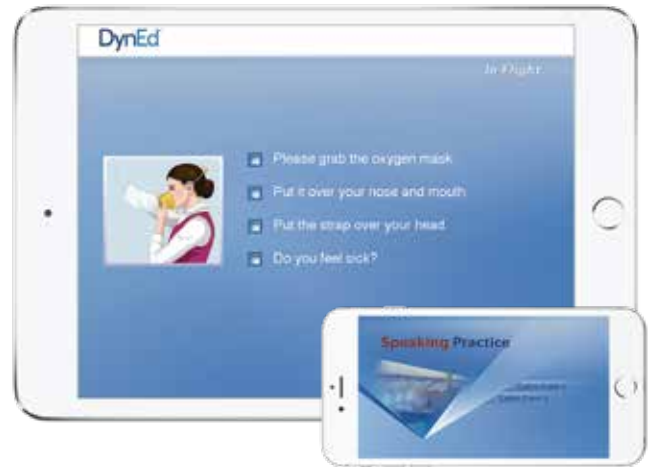 DynEd
In Flight
Please grab the oxygen mask
Put it over your nose and mouth
Put the strap over your head
Do you feel sick?
Speaking Practice